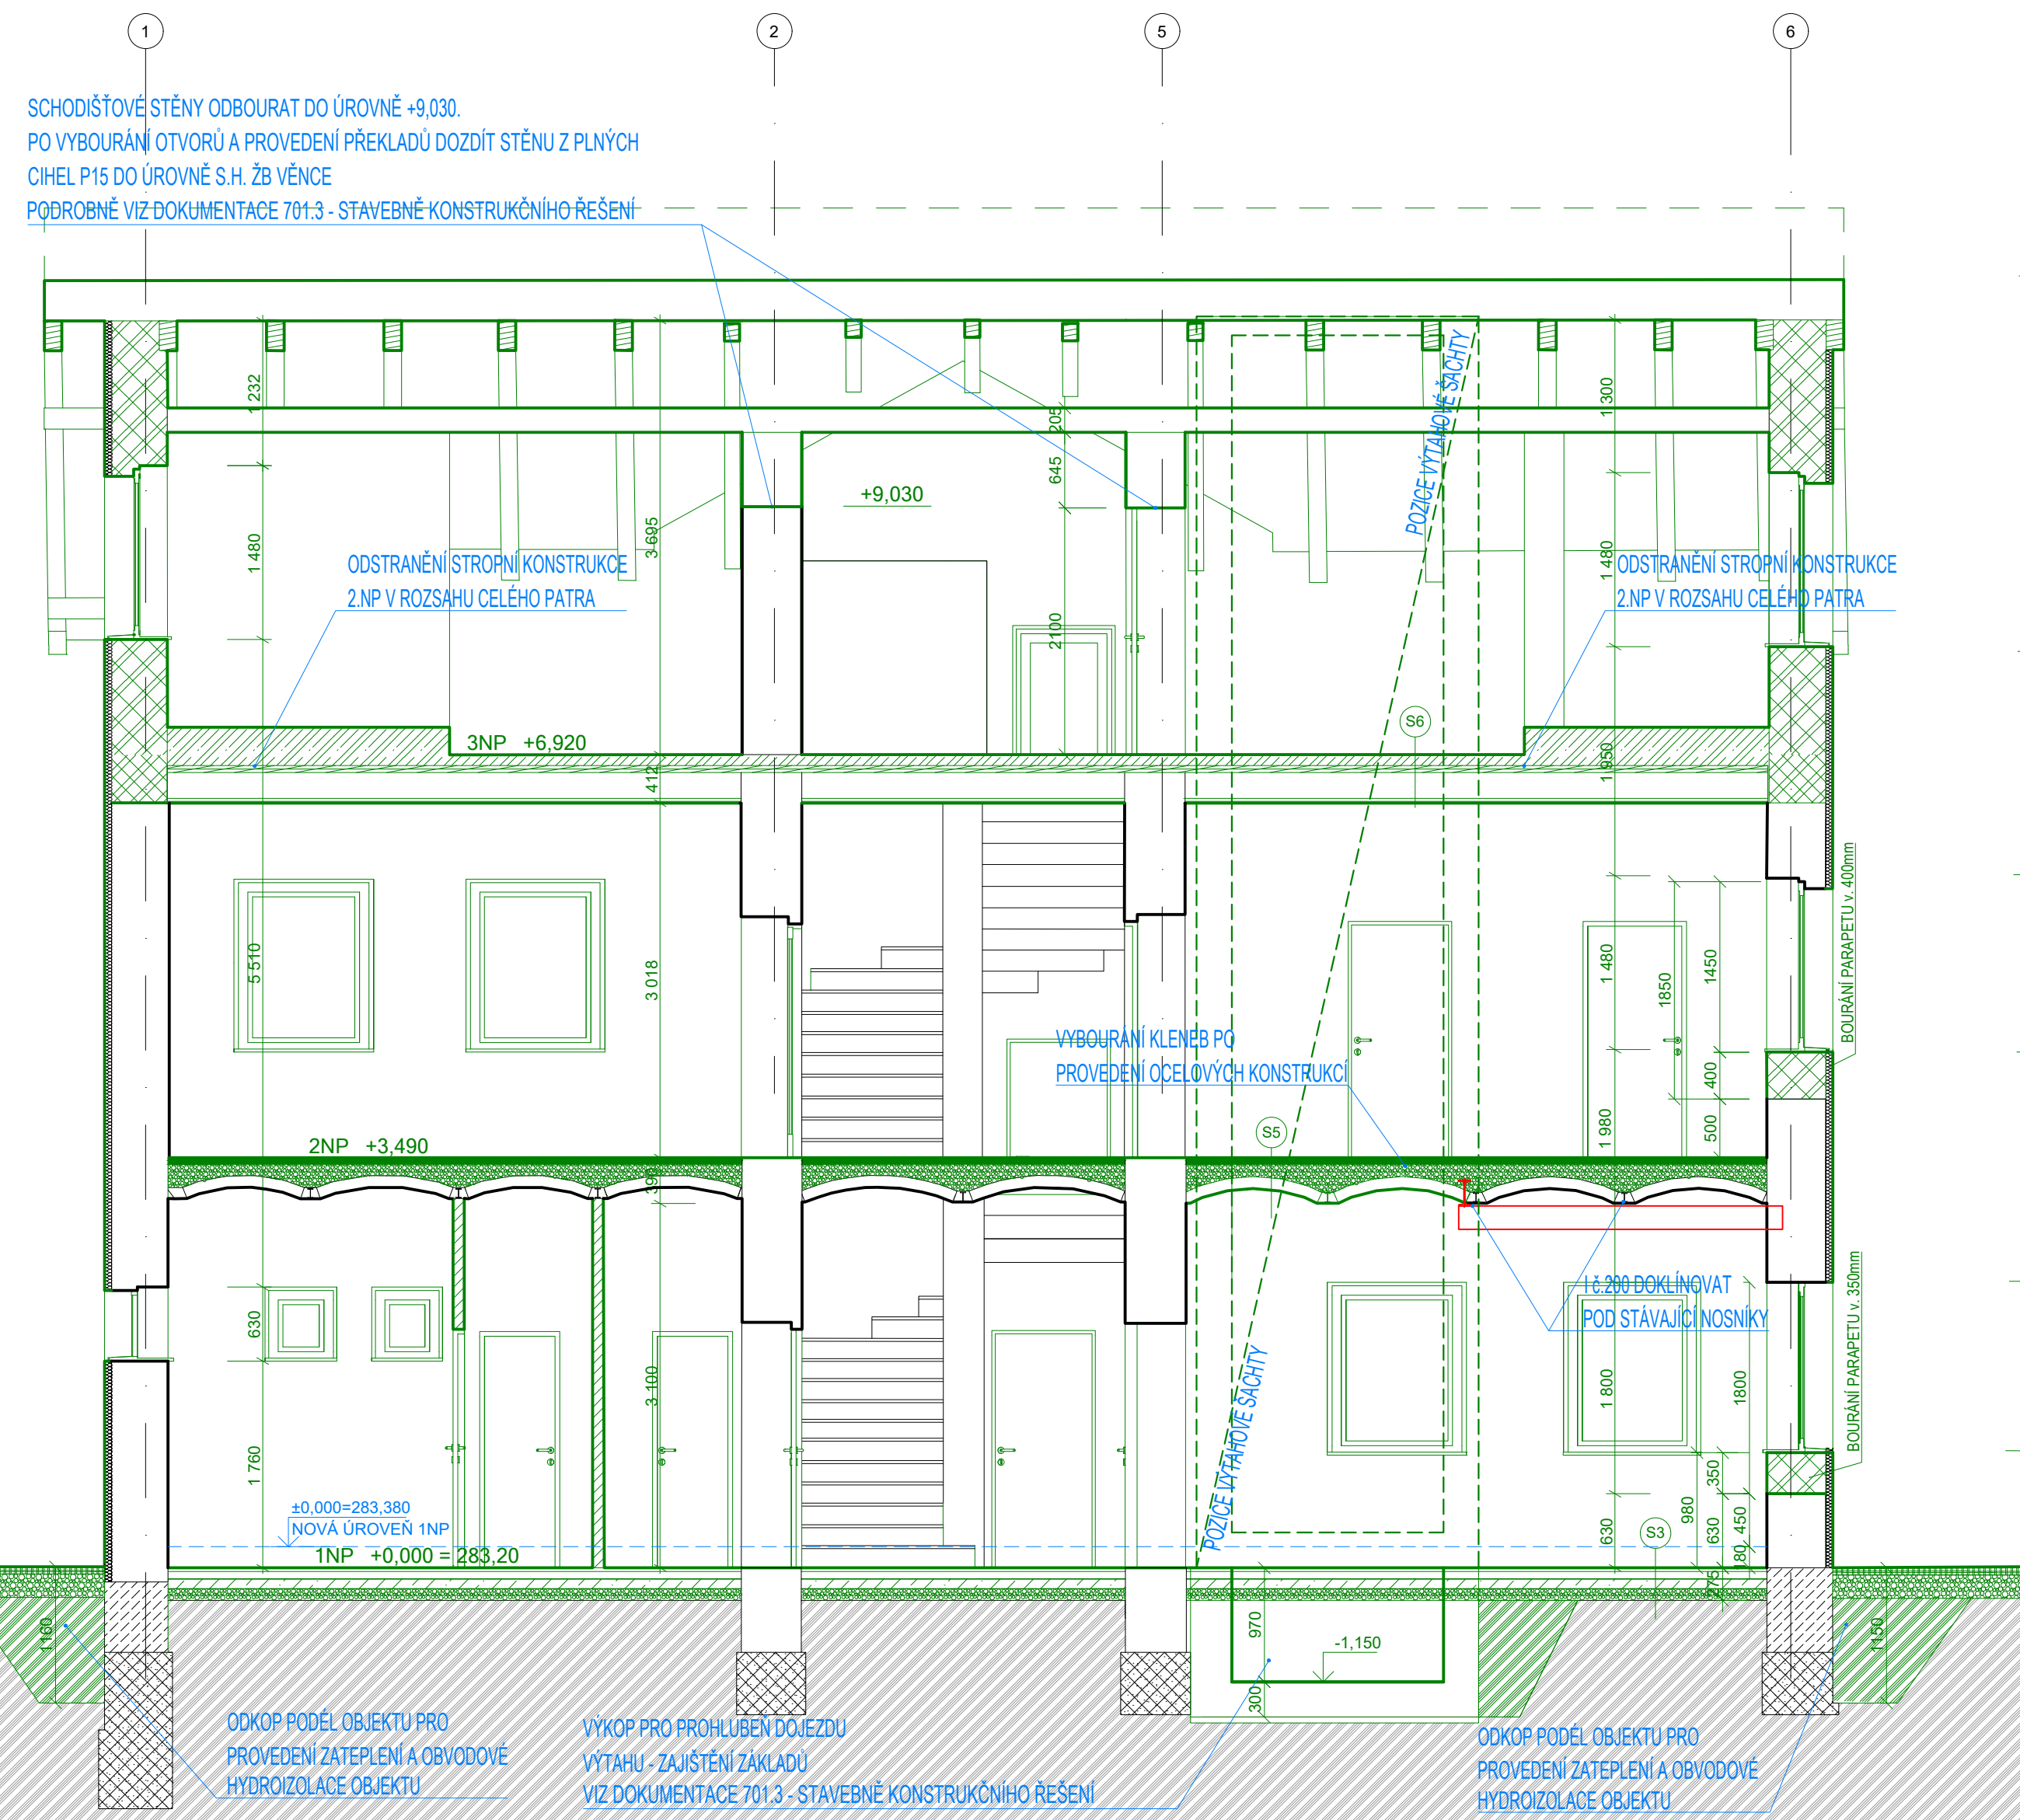 1
2
5
6
SCHODIŠŤOVÉ STĚNY ODBOURAT DO ÚROVNĚ +9,030.
PO VYBOURÁNÍ OTVORŮ A PROVEDENÍ PŘEKLADŮ DOZDÍT STĚNU Z PLNÝCH
CIHEL P15 DO ÚROVNĚ S.H. ŽB VĚNCE
PODROBNĚ VIZ DOKUMENTACE 701.3 - STAVEBNĚ KONSTRUKČNÍHO ŘEŠENÍ
1 232
205
645
1 300
POZICE VÝTAHOVÉ ŠACHTY
+9,030
1 480
3 695
1 480
ODSTRANĚNÍ STROPNÍ KONSTRUKCE
2.NP V ROZSAHU CELÉHO PATRA
ODSTRANĚNÍ STROPNÍ KONSTRUKCE
2.NP V ROZSAHU CELÉHO PATRA
2100
S6
3NP +6,920
412
1 950
5 510
3 018
1 480
1850
1450
BOURÁNÍ PARAPETU v. 400mm
VYBOURÁNÍ KLENEB PO
PROVEDENÍ OCELOVÝCH KONSTRUKCÍ
400
500
1 980
S5
2NP +3,490
390
I č.200 DOKLÍNOVAT
POD STÁVAJÍCÍ NOSNÍKY
BOURÁNÍ PARAPETU v. 350mm
630
3 100
1 800
1800
POZICE VÝTAHOVÉ ŠACHTY
1 760
350
980
630
630
450
180
S3
±0,000=283,380
NOVÁ ÚROVEŇ 1NP
1NP +0,000 = 283,20
275
1160
970
-1,150
300
1150
ODKOP PODÉL OBJEKTU PRO
PROVEDENÍ ZATEPLENÍ A OBVODOVÉ
HYDROIZOLACE OBJEKTU
VÝKOP PRO PROHLUBEŇ DOJEZDU
VÝTAHU - ZAJIŠTĚNÍ ZÁKLADŮ
VIZ DOKUMENTACE 701.3 - STAVEBNĚ KONSTRUKČNÍHO ŘEŠENÍ
ODKOP PODÉL OBJEKTU PRO
PROVEDENÍ ZATEPLENÍ A OBVODOVÉ
HYDROIZOLACE OBJEKTU